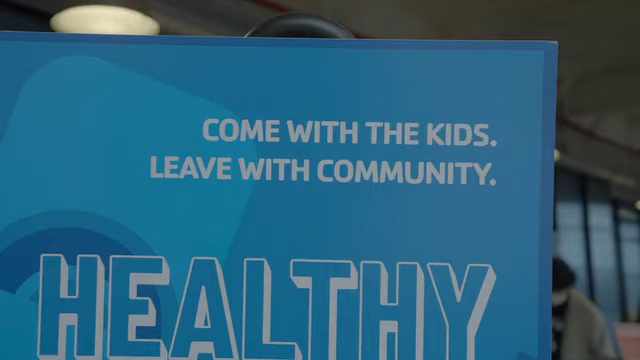 COME WITH THE KIDS.
LEAVE WITH COMMUNITY.
HEALTHY